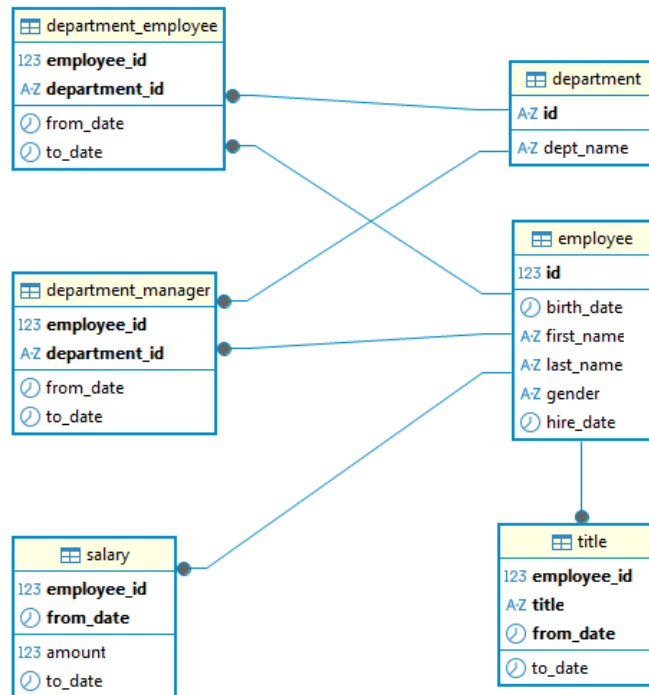 department_employee
123 employee_id
A-Z department_id
from_date
to_date
department
A-Z id
A-Z dept_name
employee
123 id
birth_date
A-Z first_name
A-Z last_name
A-Z gender
hire_date
department_manager
123 employee_id
A-Z department_id
from_date
to_date
salary
123 employee_id
from_date
123 amount
to_date
title
123 employee_id
A-Z title
from_date
to_date